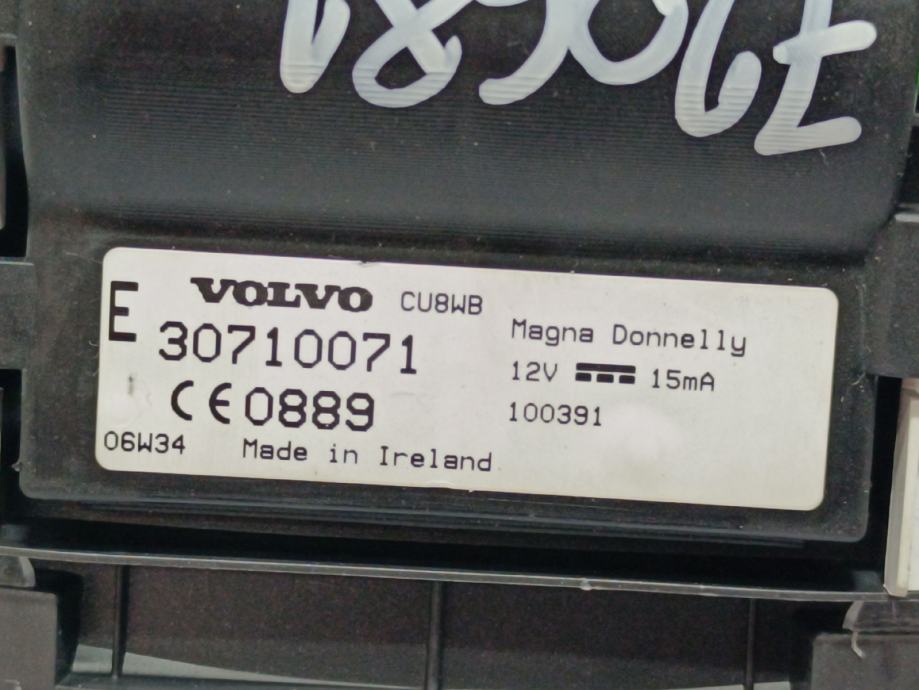 VOLVO CU8WB
E 30710071
CE0889
06W34 Made in Ireland
Magna Donnelly
12V 15mA
100391